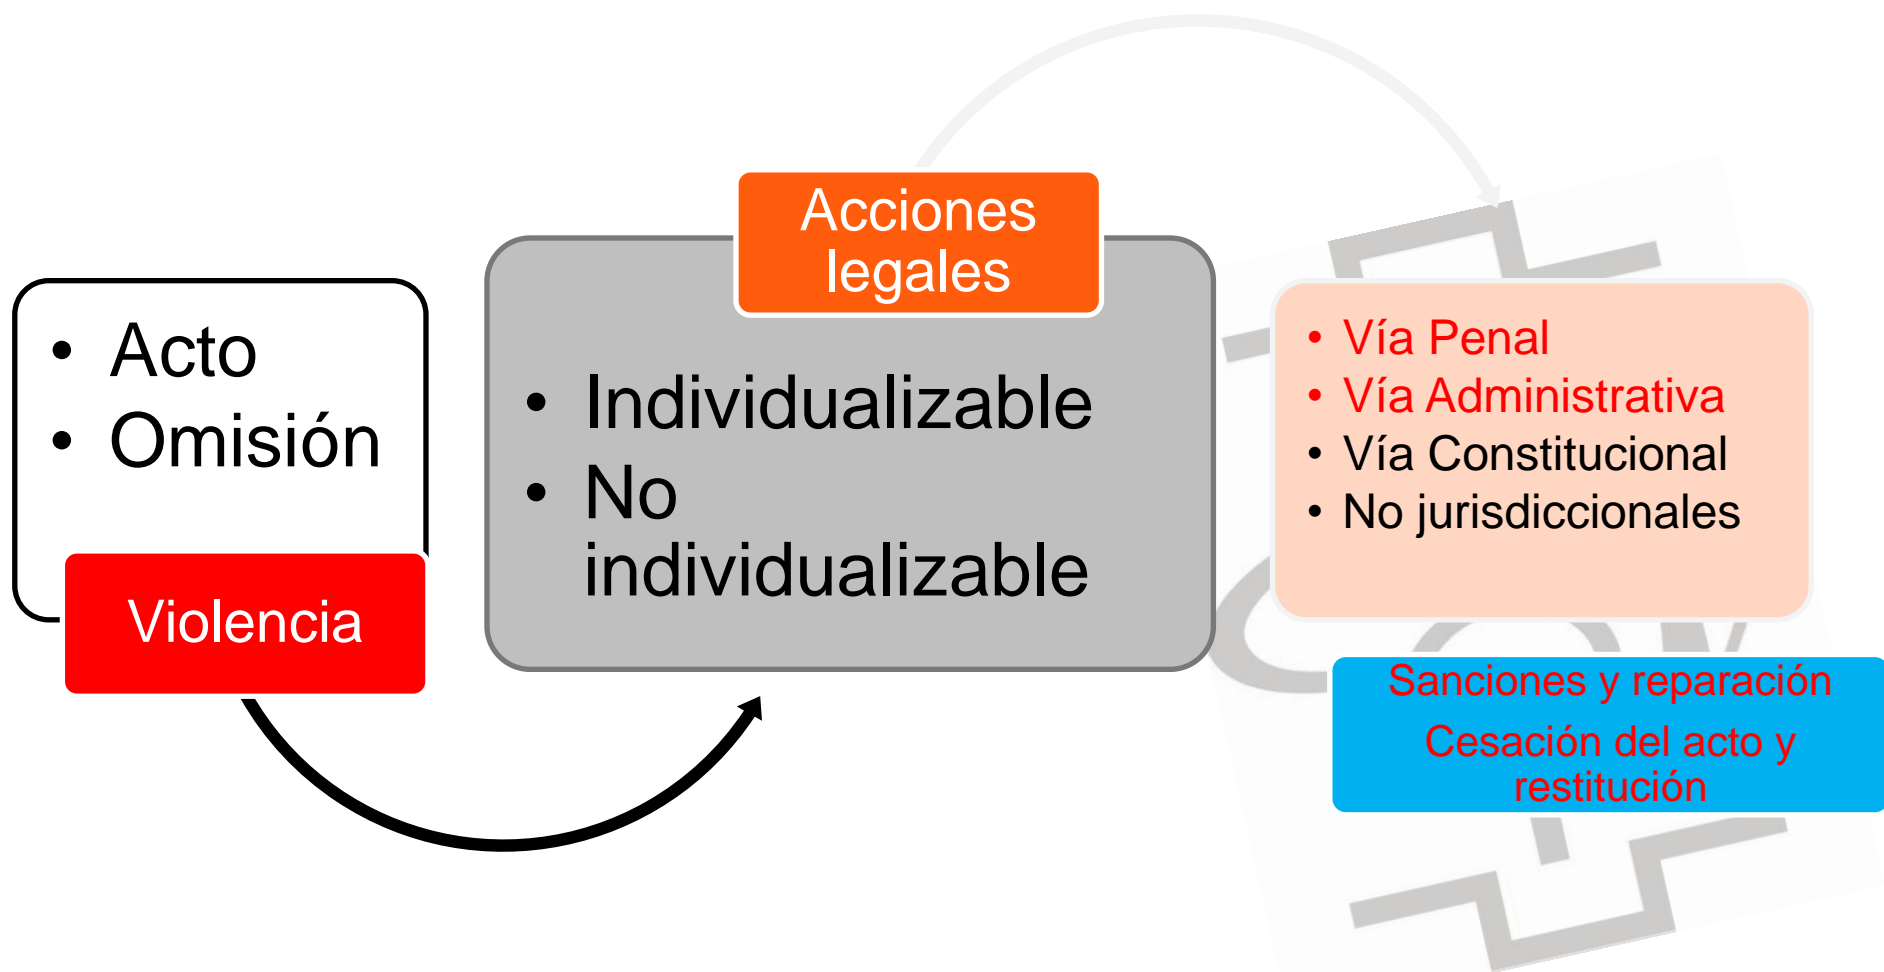 • Acto
• Omisión
Violencia
Acciones
legales
• Individualizable
• No
individualizable
• Vía Penal
• Vía Administrativa
• Vía Constitucional
• No jurisdiccionales
Sanciones y reparación
Cesación del acto y
restitución